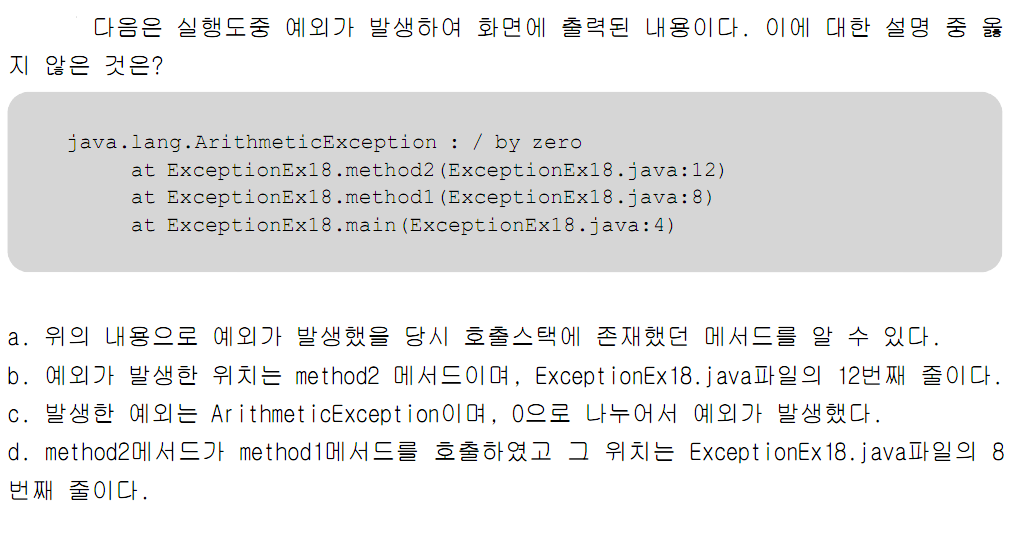 다음은 실행도중 예외가 발생하여 화면에 출력된 내용이다. 이에 대한 설명 중 옳
지 않은 것은?
java.lang.ArithmeticException : / by zero
at ExceptionEx18.method2(ExceptionEx18.java:12)
at ExceptionEx18.method1(ExceptionEx18.java:8)
at ExceptionEx18.main(ExceptionEx18.java:4)
a. 위의 내용으로 예외가 발생했을 당시 호출스택에 존재했던 메서드를 알 수 있다.
b. 예외가 발생한 위치는 method2 메서드이며, ExceptionEx18.java파일의 12번째 줄이다.
c. 발생한 예외는 ArithmeticException이며, 0으로 나누어서 예외가 발생했다.
d. method2메서드가 method1메서드를 호출하였고 그 위치는 ExceptionEx18.java파일의 8
번째 줄이다.